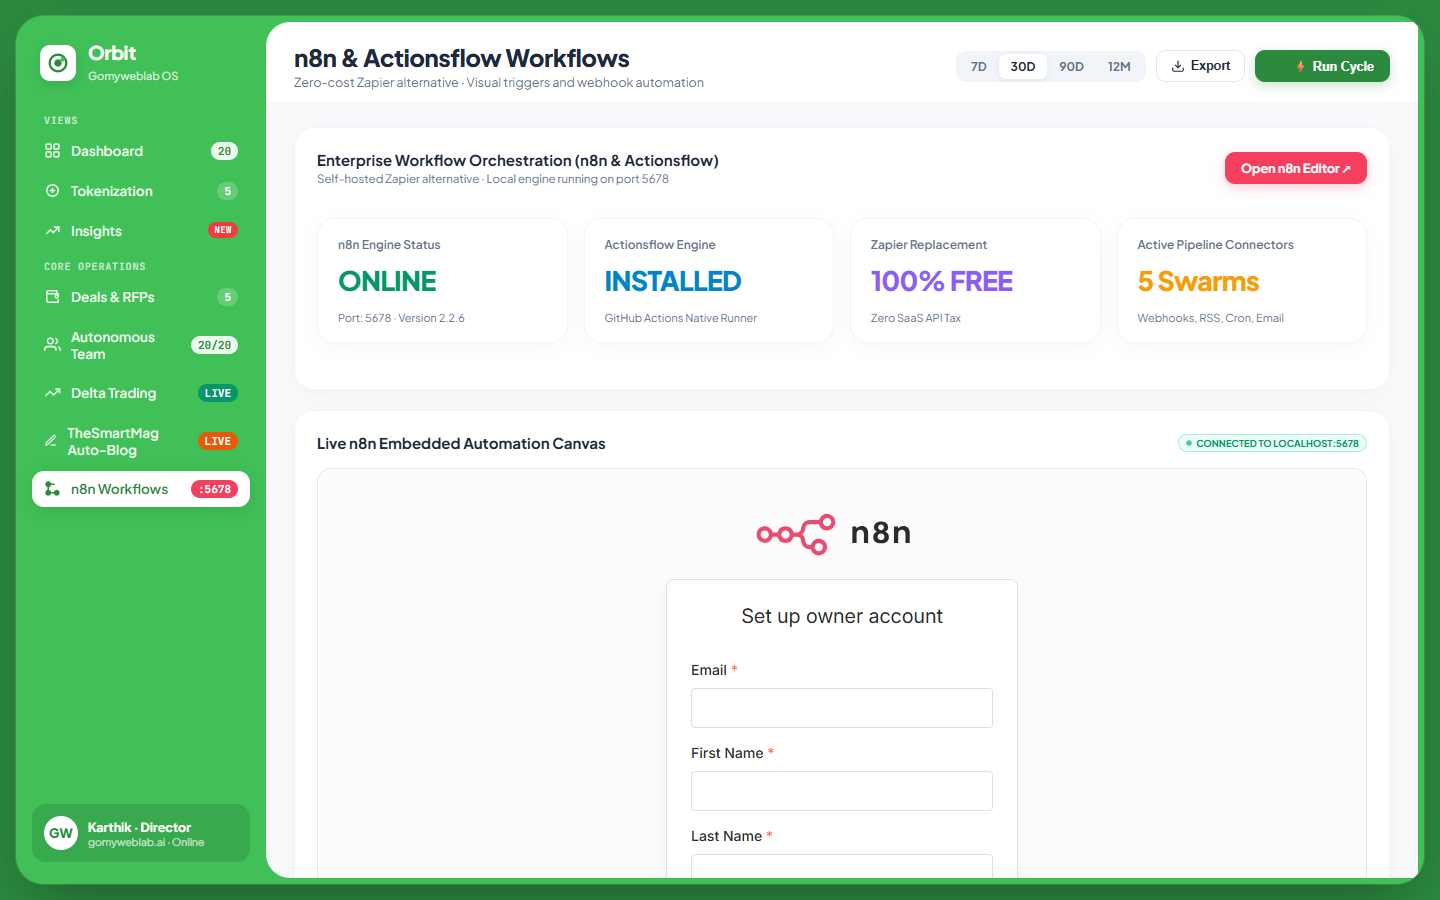 Orbit
Gomyweblab OS
VIEWS
Dashboard 20
Tokenization 5
Insights NEW
CORE OPERATIONS
Deals & RFPs 5
Autonomous
Team 20/20
Delta Trading LIVE
TheSmartMag
Auto-Blog LIVE
n8n Workflows :5678
GW
Karthik · Director
gomyweblab.ai · Online
n8n & Actionsflow Workflows
Zero-cost Zapier alternative · Visual triggers and webhook automation
7D 30D 90D 12M
Export
Run Cycle
Enterprise Workflow Orchestration (n8n & Actionsflow)
Self-hosted Zapier alternative · Local engine running on port 5678
Open n8n Editor ↗
n8n Engine Status
ONLINE
Port: 5678 · Version 2.2.6
Actionsflow Engine
INSTALLED
GitHub Actions Native Runner
Zapier Replacement
100% FREE
Zero SaaS API Tax
Active Pipeline Connectors
5 Swarms
Webhooks, RSS, Cron, Email
Live n8n Embedded Automation Canvas
CONNECTED TO LOCALHOST:5678
n8n
Set up owner account
Email *
First Name *
Last Name *